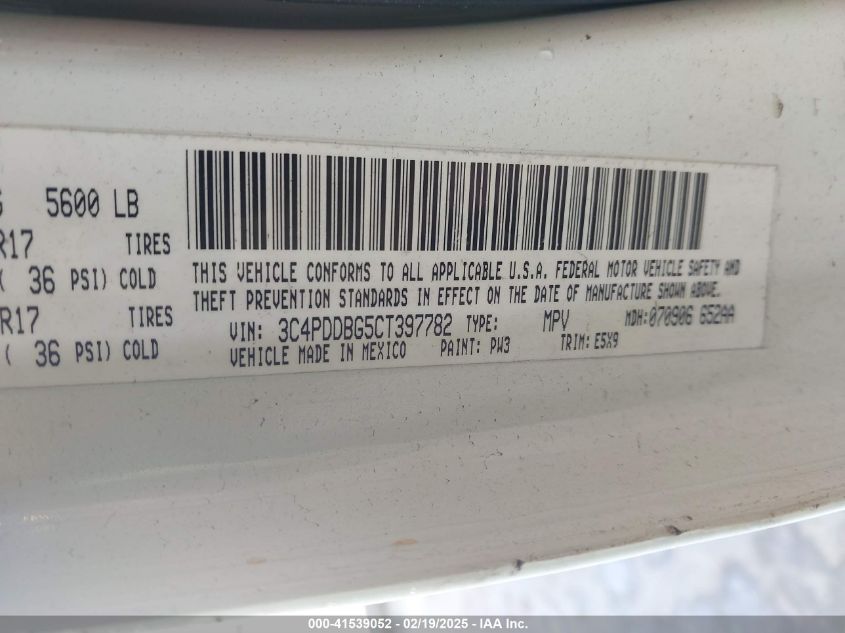 5600 LB
R17 TIRES
( 36 PSI) COLD
R17 TIRES
( 36 PSI) COLD
THIS VEHICLE CONFORMS TO ALL APPLICABLE U.S.A. FEDERAL MOTOR VEHICLE SAFETY AND
THEFT PREVENTION STANDARDS IN EFFECT ON THE DATE OF MANUFACTURE SHOWN ABOVE.
VIN: 3C4PDDBG5CT397782 TYPE: MPV MDH: 070906 652AA
VEHICLE MADE IN MEXICO PAINT: PW3 TRIM: E5X9
000-41539052 - 02/19/2025 - IAA Inc.